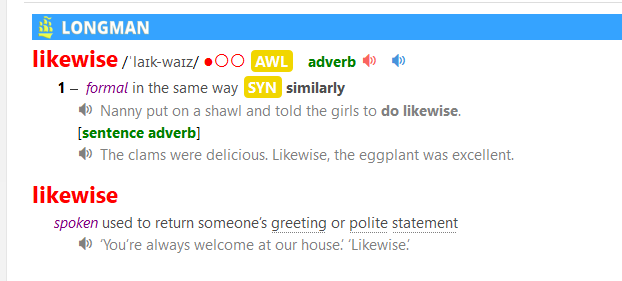 LONGMAN
likewise /ˈlaɪk-waɪz/ ●○○ AWL adverb
1 – formal in the same way SYN similarly
Nanny put on a shawl and told the girls to do likewise.
[sentence adverb]
The clams were delicious. Likewise, the eggplant was excellent.
likewise
spoken used to return someone’s greeting or polite statement
‘You’re always welcome at our house.’ ‘Likewise.’